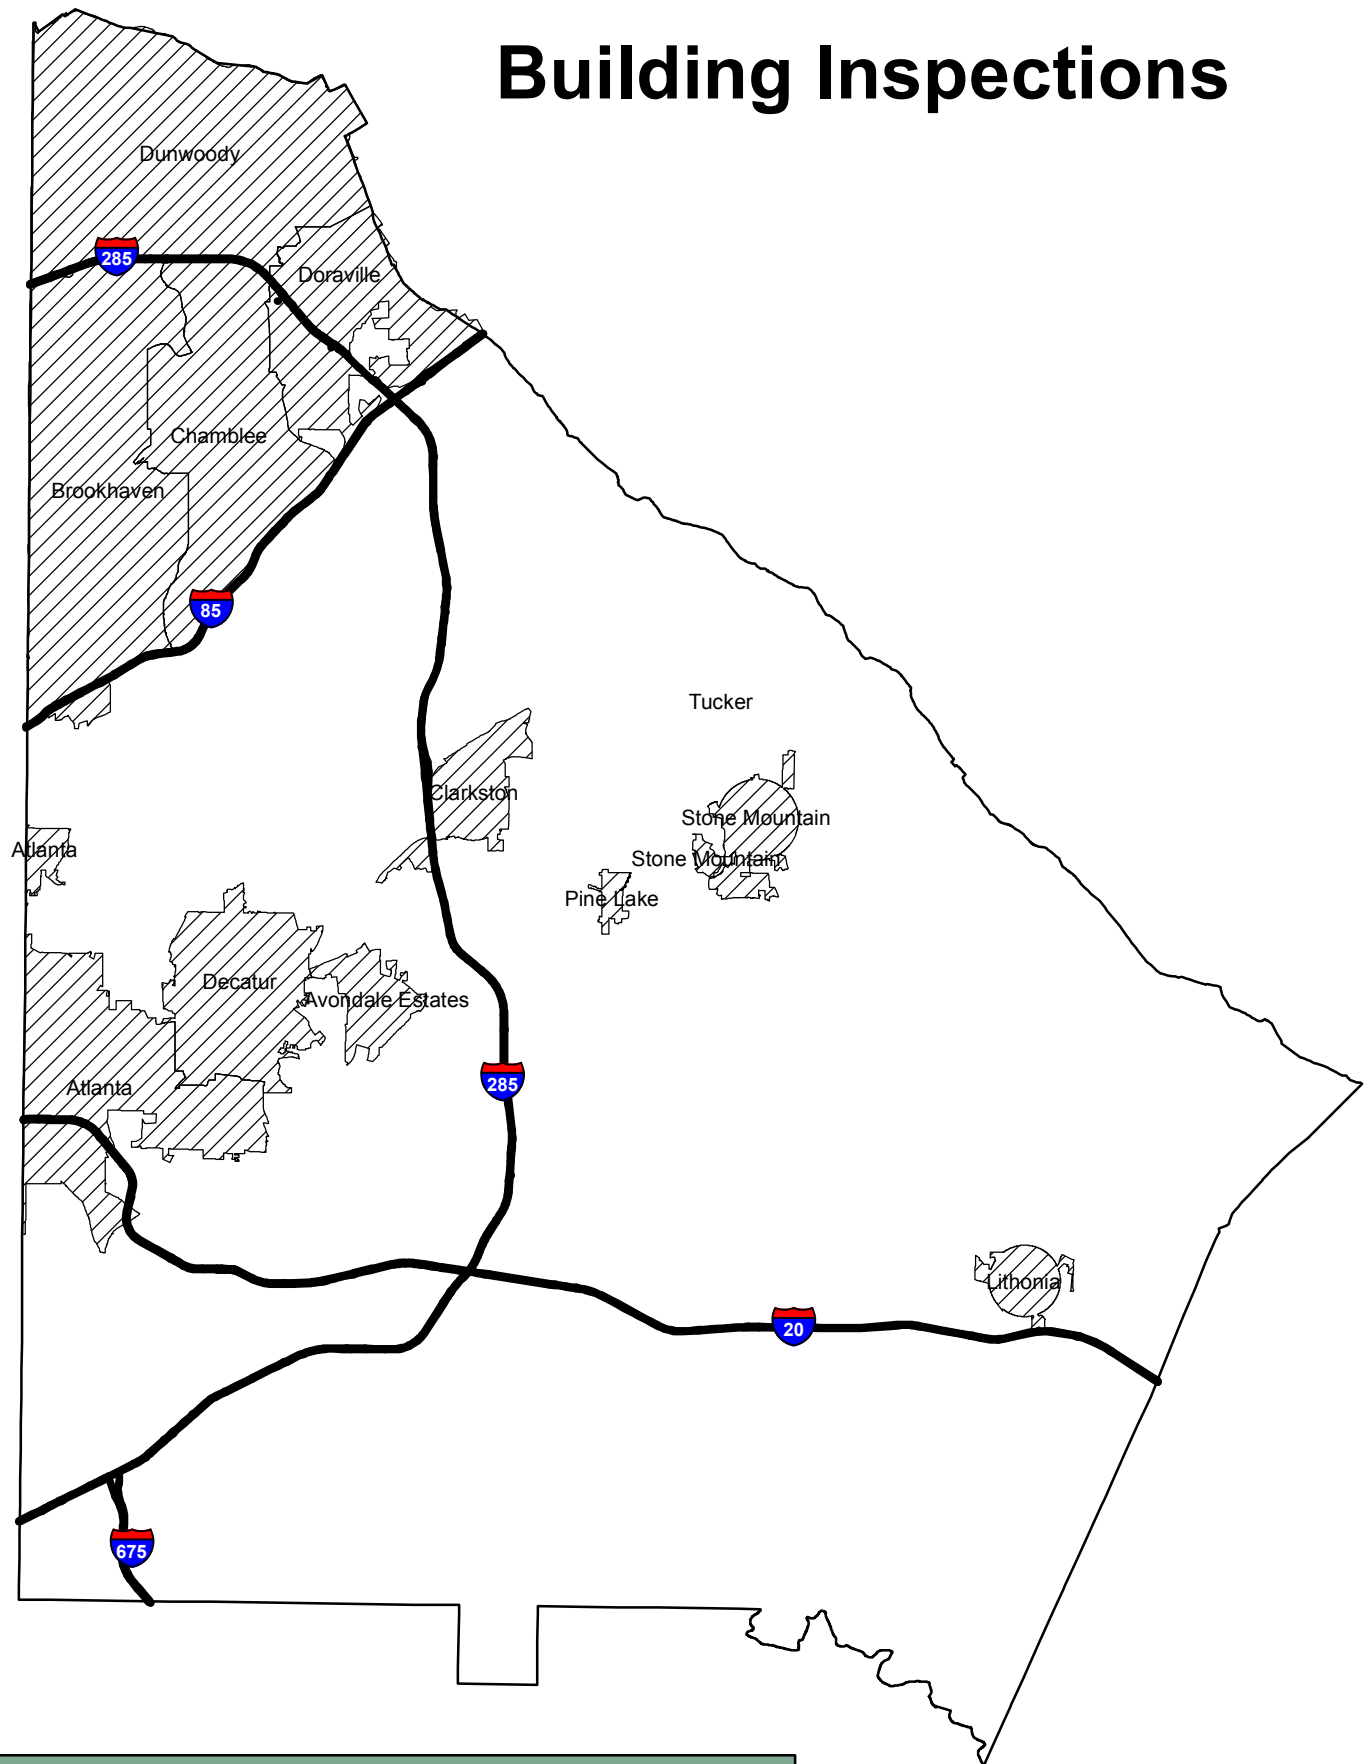 Building Inspections
Dunwoody
285
Doraville
Chamblee
Brookhaven
85
Tucker
Clarkston
Stone Mountain
Atlanta
Stone Mountain
Pine Lake
Decatur
Avondale Estates
285
Atlanta
Lithonia
20
675